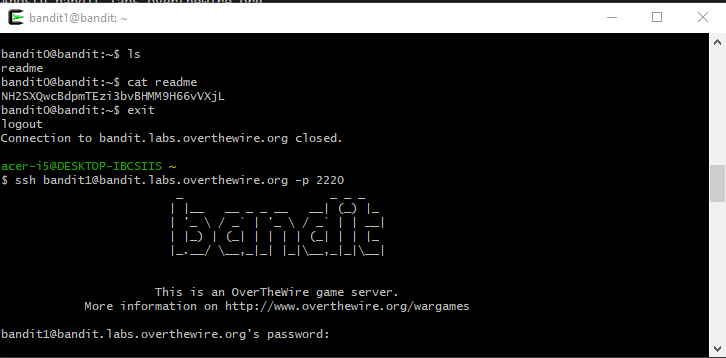 bandit1@bandit: ~
bandit0@bandit:~$ ls
readme
bandit0@bandit:~$ cat readme
NH2SXQwcBdpmTEzi3bvBHMM9H66vVXjL
bandit0@bandit:~$ exit
logout
Connection to bandit.labs.overthewire.org closed.
acer-i5@DESKTOP-IBCSIIS ~
$ ssh bandit1@bandit.labs.overthewire.org -p 2220
bandit
This is an OverTheWire game server.
More information on http://www.overthewire.org/wargames
bandit1@bandit.labs.overthewire.org's password: